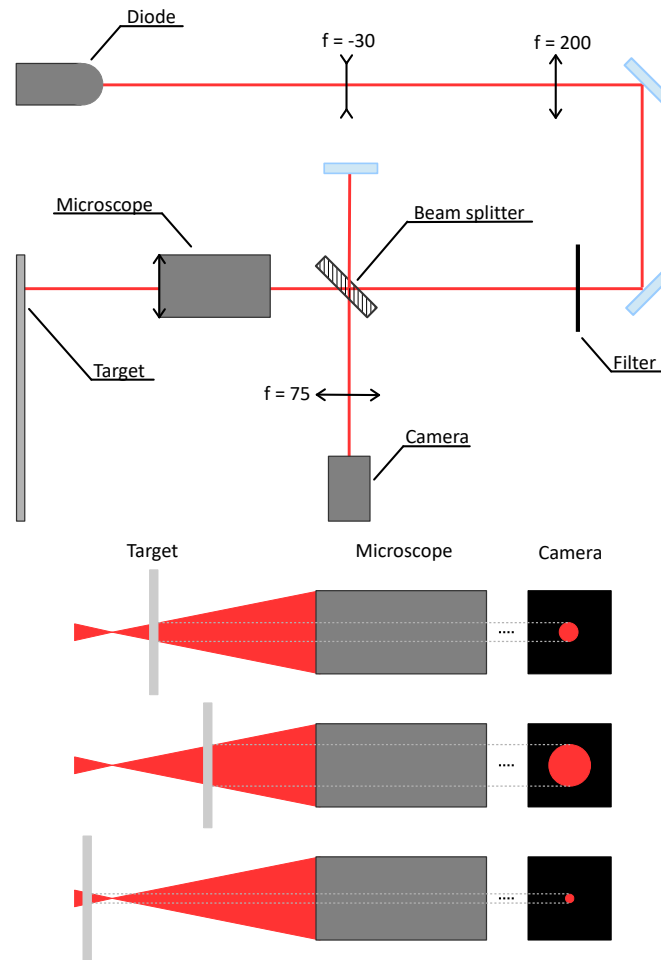 Diode
f = -30
f = 200
Microscope
Beam splitter
Target
f = 75
Filter
Camera
Target
Microscope
Camera
....
....
....